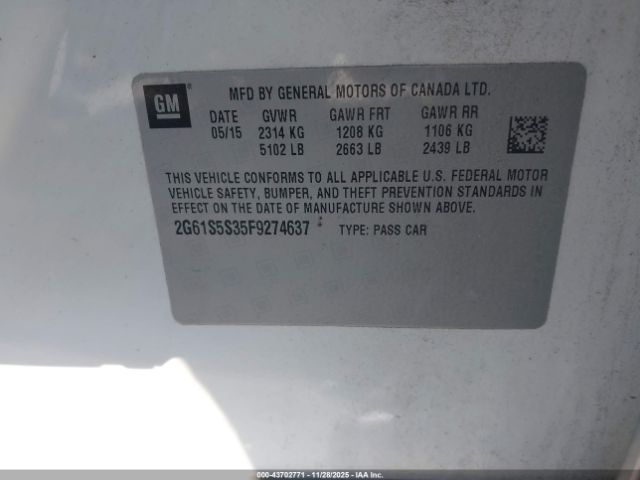 GM
MFD BY GENERAL MOTORS OF CANADA LTD.
DATE GVWR GAWR FRT GAWR RR
05/15 2314 KG 1208 KG 1106 KG
5102 LB 2663 LB 2439 LB
THIS VEHICLE CONFORMS TO ALL APPLICABLE U.S. FEDERAL MOTOR
VEHICLE SAFETY, BUMPER, AND THEFT PREVENTION STANDARDS IN
EFFECT ON THE DATE OF MANUFACTURE SHOWN ABOVE.
2G61S5S35F9274637 TYPE: PASS CAR
000-43702771 - 11/28/2025 - IAAI.COM